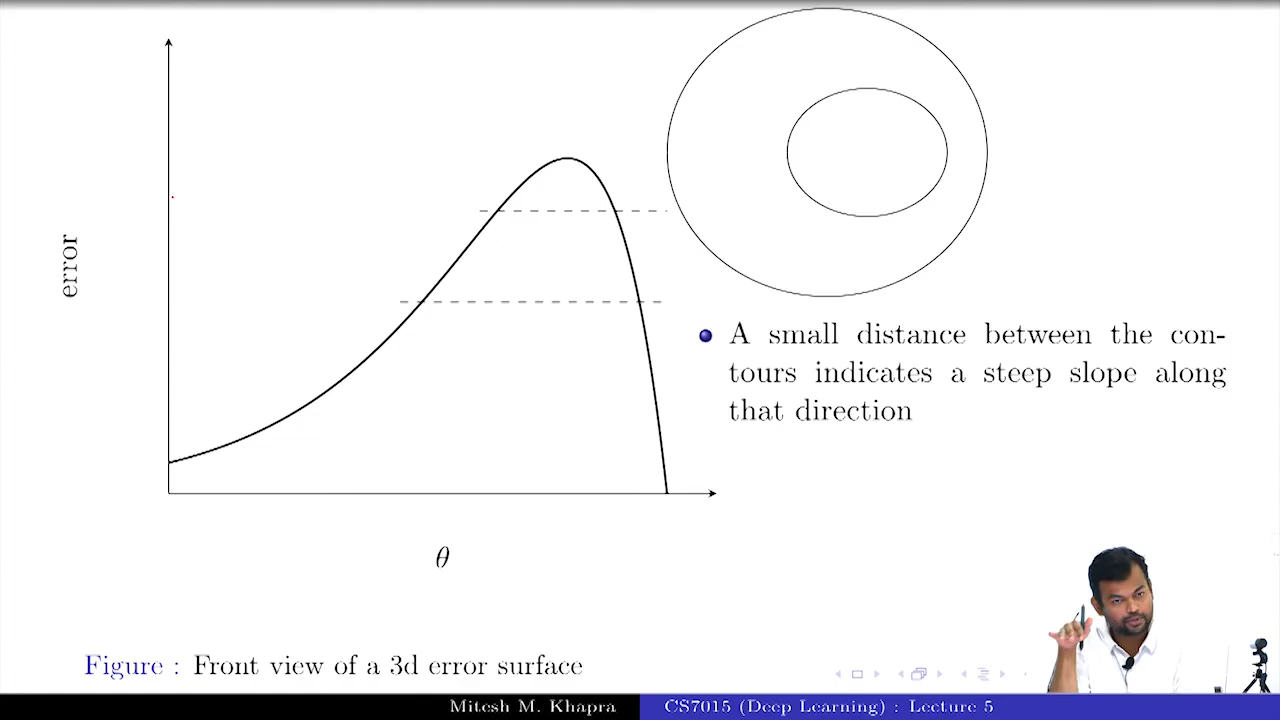 error
θ
A small distance between the con-
tours indicates a steep slope along
that direction
Figure : Front view of a 3d error surface
Mitesh M. Khapra
CS7015 (Deep Learning) : Lecture 5